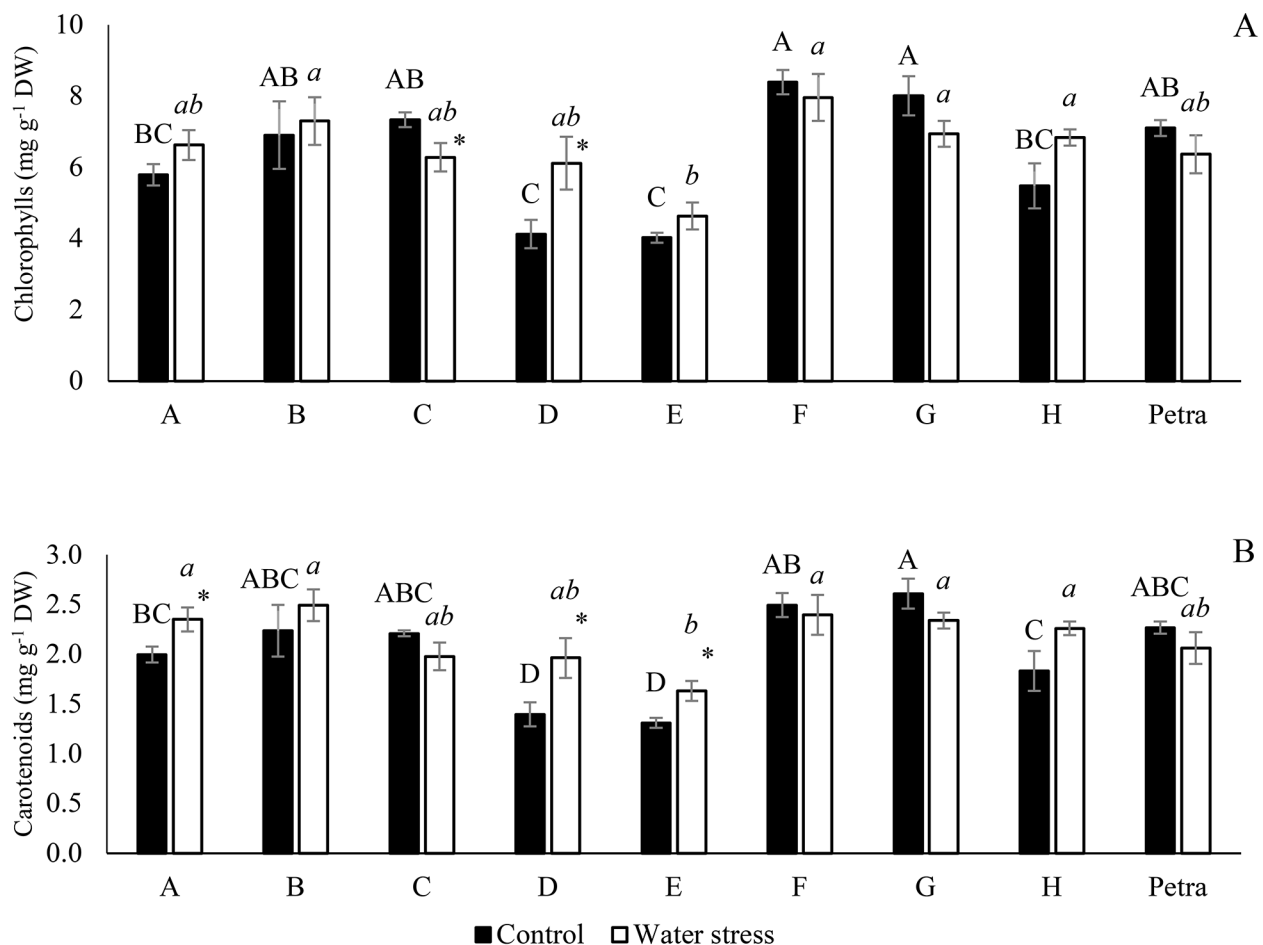 A
Chlorophylls (mg g-1 DW)
10
8
6
4
2
0
BC ab
AB a
AB ab *
C ab *
C b
A a
A a
BC a
AB ab
A B C D E F G H Petra
B
Carotenoids (mg g-1 DW)
3.0
2.5
2.0
1.5
1.0
0.5
0.0
BC a *
ABC a
ABC ab
D ab *
D b *
AB a
A a
C a
ABC ab
A B C D E F G H Petra
Control Water stress